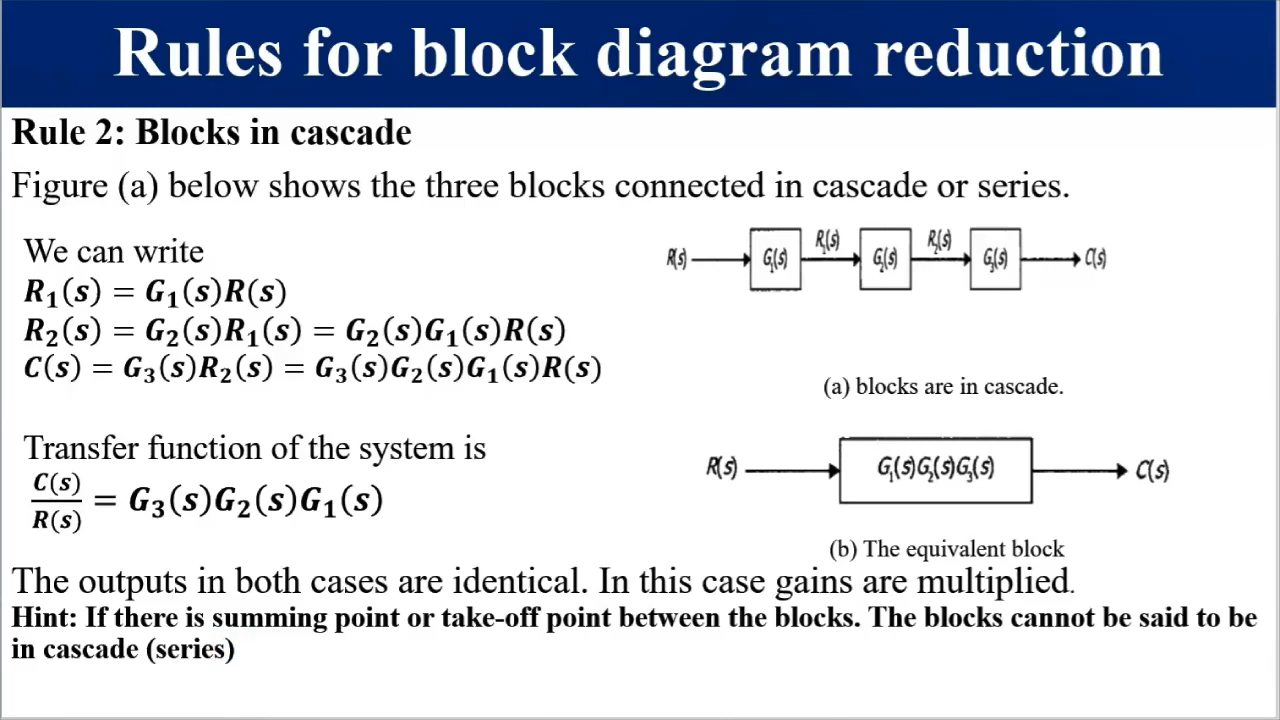 Rules for block diagram reduction
Rule 2: Blocks in cascade
Figure (a) below shows the three blocks connected in cascade or series.
We can write
R₁(s) = G₁(s)R(s)
R₂(s) = G₂(s)R₁(s) = G₂(s)G₁(s)R(s)
C(s) = G₃(s)R₂(s) = G₃(s)G₂(s)G₁(s)R(s)
R(s) G₁(s) R₁(s) G₂(s) R₂(s) G₃(s) C(s)
(a) blocks are in cascade.
Transfer function of the system is
C(s)/R(s) = G₃(s)G₂(s)G₁(s)
R(s) G₁(s)G₂(s)G₃(s) C(s)
(b) The equivalent block
The outputs in both cases are identical. In this case gains are multiplied.
Hint: If there is summing point or take-off point between the blocks. The blocks cannot be said to be
in cascade (series)